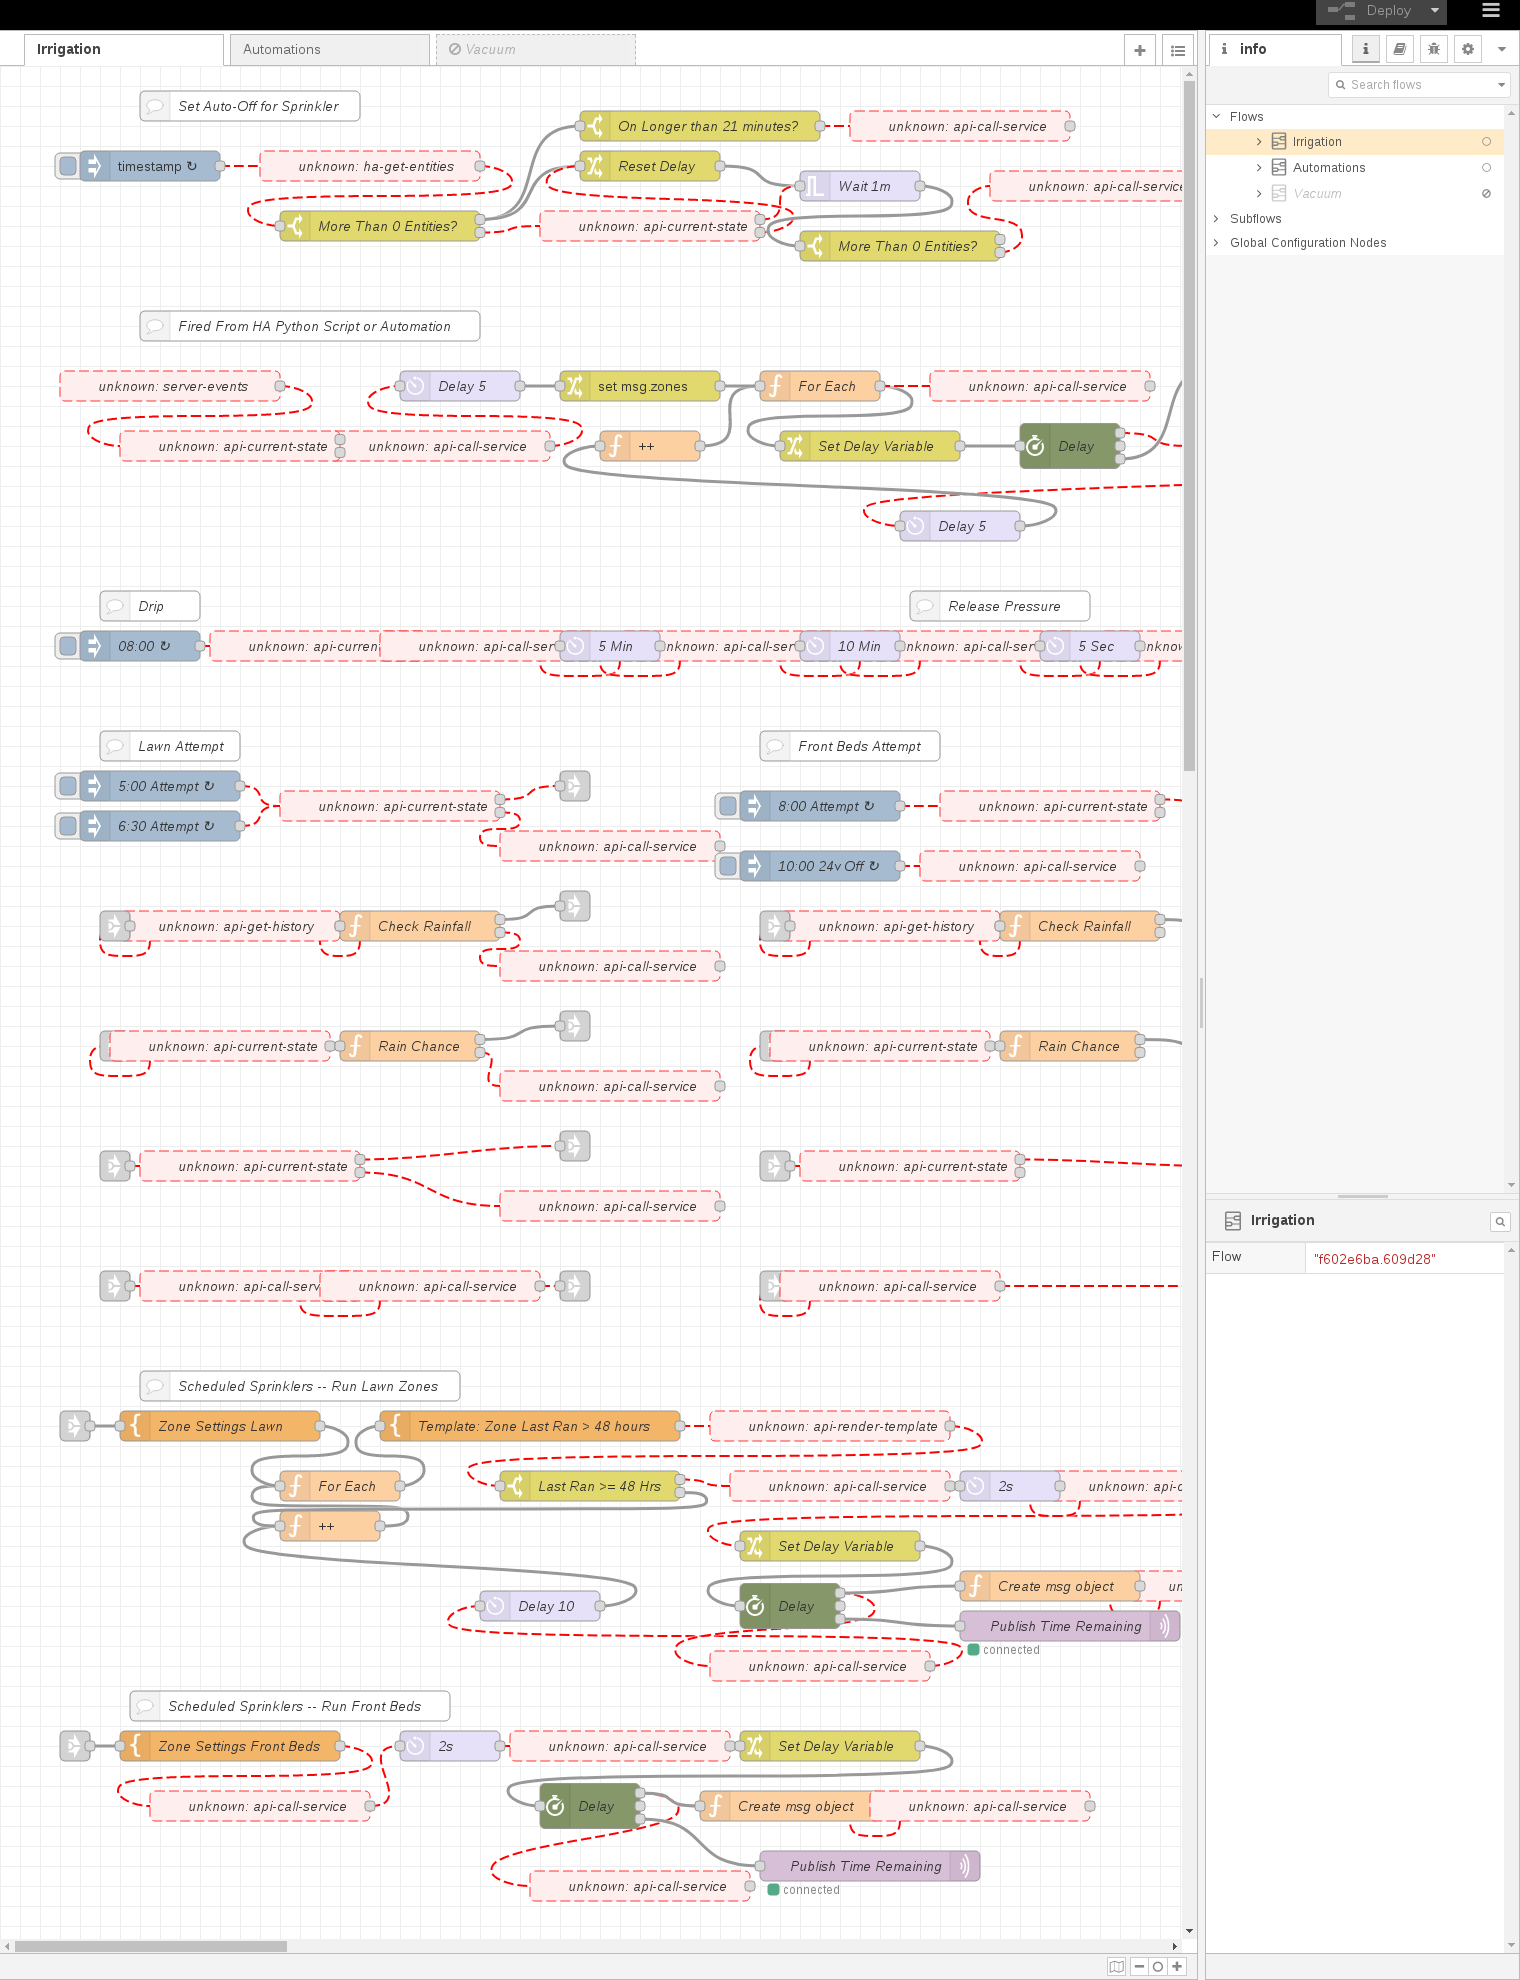 Deploy
Irrigation
Automations
Vacuum
info
Search flows
Flows
Irrigation
Automations
Vacuum
Subflows
Global Configuration Nodes
Set Auto-Off for Sprinkler
On Longer than 21 minutes?
unknown: api-call-service
timestamp ↻
unknown: ha-get-entities
Reset Delay
Wait 1m
unknown: api-call-service
More Than 0 Entities?
unknown: api-current-state
More Than 0 Entities?
Fired From HA Python Script or Automation
unknown: server-events
Delay 5
set msg.zones
For Each
unknown: api-call-service
unknown: api-current-state
unknown: api-call-service
++
Set Delay Variable
Delay
Delay 5
Drip
Release Pressure
08:00 ↻
unknown: api-curren
unknown: api-call-ser
5 Min
nknown: api-call-ser
10 Min
nknown: api-call-ser
5 Sec
nknow
Lawn Attempt
Front Beds Attempt
5:00 Attempt ↻
unknown: api-current-state
8:00 Attempt ↻
unknown: api-current-state
6:30 Attempt ↻
unknown: api-call-service
10:00 24v Off ↻
unknown: api-call-service
unknown: api-get-history
Check Rainfall
unknown: api-get-history
Check Rainfall
unknown: api-call-service
unknown: api-current-state
Rain Chance
unknown: api-current-state
Rain Chance
unknown: api-call-service
unknown: api-current-state
unknown: api-current-state
unknown: api-call-service
unknown: api-call-serv
unknown: api-call-service
unknown: api-call-service
Scheduled Sprinklers -- Run Lawn Zones
Zone Settings Lawn
Template: Zone Last Ran > 48 hours
unknown: api-render-template
For Each
Last Ran >= 48 Hrs
unknown: api-call-service
2s
unknown: api-c
++
Set Delay Variable
Delay 10
Delay
Create msg object
un
Publish Time Remaining
connected
unknown: api-call-service
Scheduled Sprinklers -- Run Front Beds
Zone Settings Front Beds
2s
unknown: api-call-service
Set Delay Variable
unknown: api-call-service
Delay
Create msg object
unknown: api-call-service
Publish Time Remaining
connected
unknown: api-call-service
Irrigation
Flow
"f602e6ba.609d28"